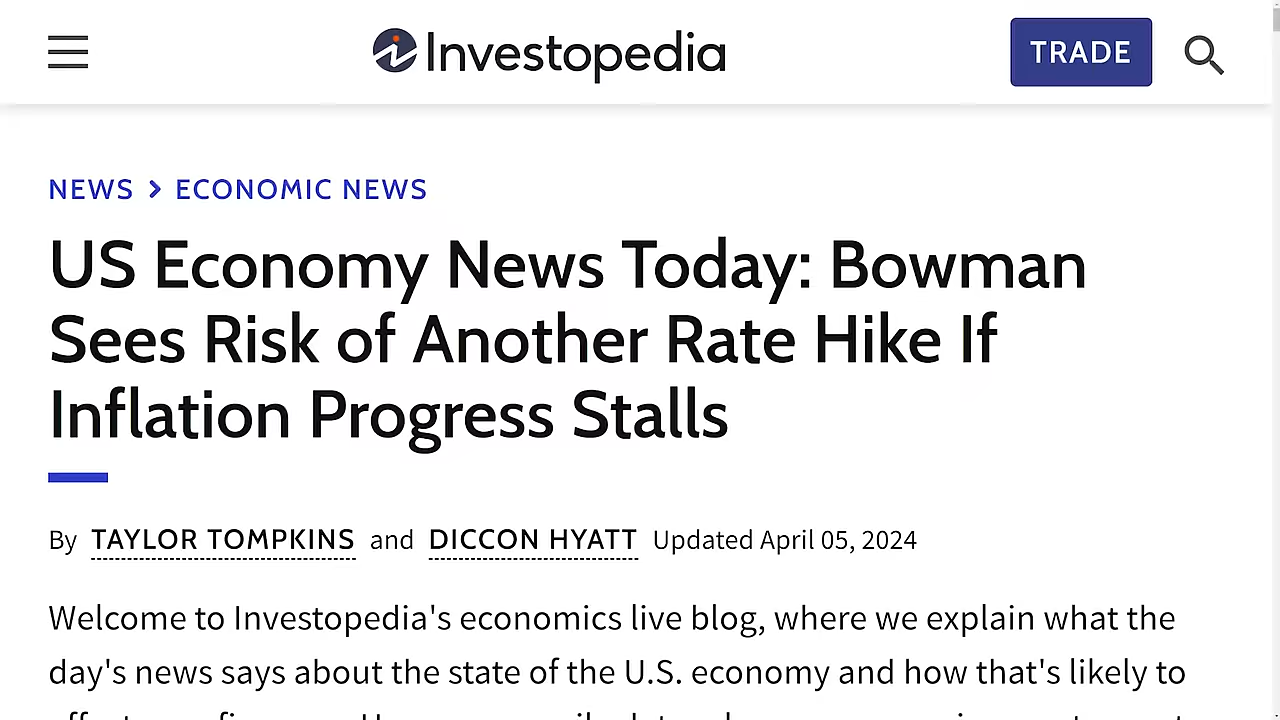 Investopedia
TRADE
NEWS > ECONOMIC NEWS
US Economy News Today: Bowman
Sees Risk of Another Rate Hike If
Inflation Progress Stalls
By TAYLOR TOMPKINS and DICCON HYATT Updated April 05, 2024
Welcome to Investopedia's economics live blog, where we explain what the
day's news says about the state of the U.S. economy and how that's likely to